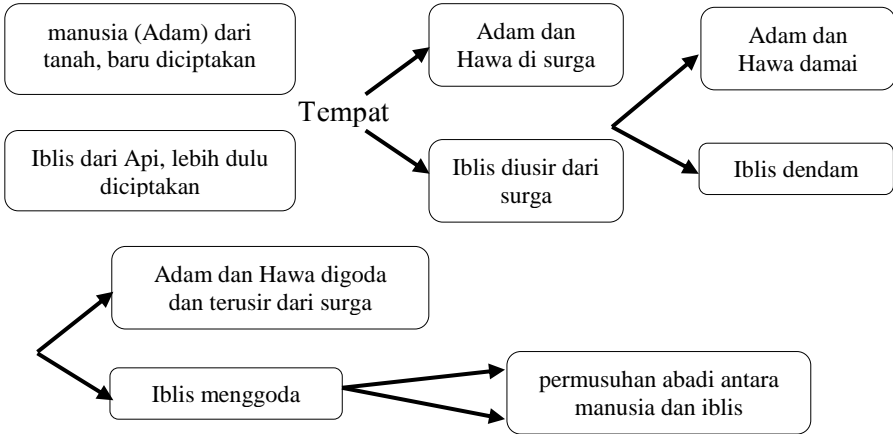 manusia (Adam) dari
tanah, baru diciptakan
Iblis dari Api, lebih dulu
diciptakan
Tempat
Adam dan
Hawa di surga
Iblis diusir dari
surga
Adam dan
Hawa damai
Iblis dendam
Adam dan Hawa digoda
dan terusir dari surga
Iblis menggoda
permusuhan abadi antara
manusia dan iblis